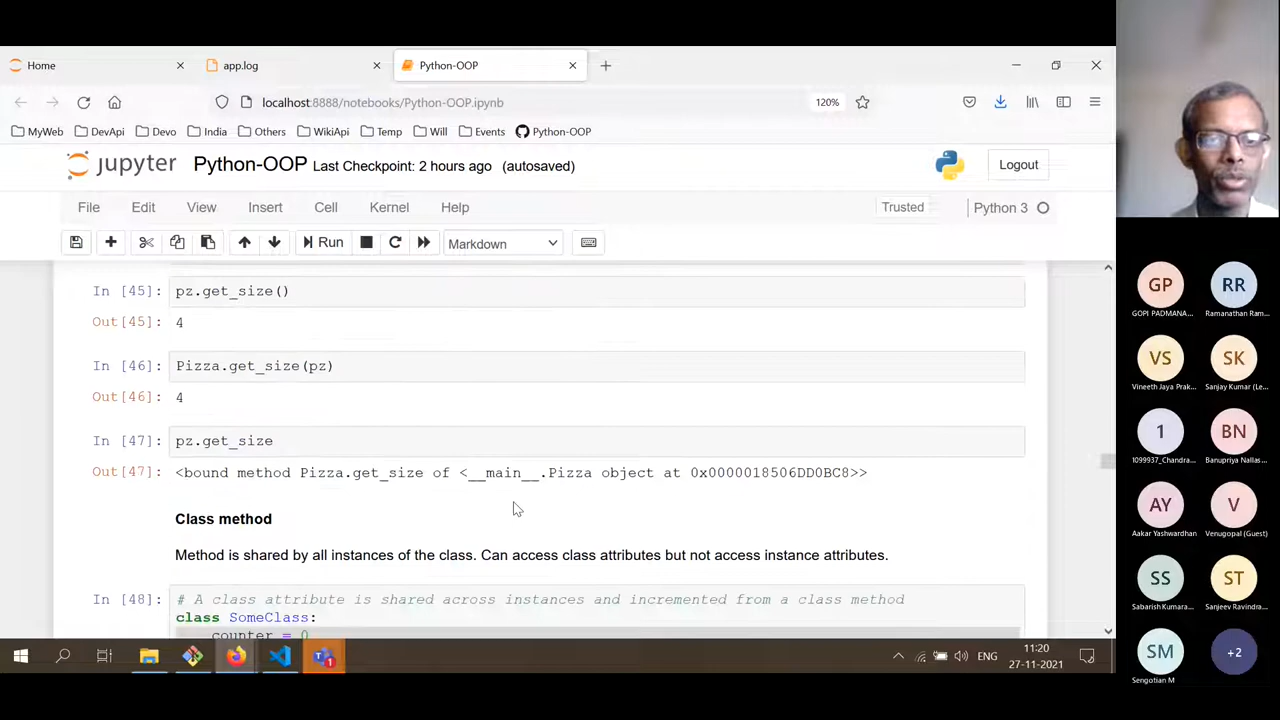 Home
app.log
Python-OOP
localhost:8888/notebooks/Python-OOP.ipynb
120%
MyWeb
DevApi
Devo
India
Others
WikiApi
Temp
Will
Events
Python-OOP
jupyter
Python-OOP Last Checkpoint: 2 hours ago (autosaved)
Logout
File
Edit
View
Insert
Cell
Kernel
Help
Trusted
Python 3
Run
Markdown
In [45]: pz.get_size()
Out[45]: 4
In [46]: Pizza.get_size(pz)
Out[46]: 4
In [47]: pz.get_size
Out[47]: <bound method Pizza.get_size of <__main__.Pizza object at 0x0000018506DD0BC8>>
Class method
Method is shared by all instances of the class. Can access class attributes but not access instance attributes.
In [48]: # A class attribute is shared across instances and incremented from a class method
class SomeClass:
counter = 0
ENG
11:20
27-11-2021
GP
GOPI PADMANA...
RR
Ramanathan Ram...
VS
Vineeth Jaya Prak...
SK
Sanjay Kumar (Le...
1
1099937_Chandra...
BN
Banupriya Nallas...
AY
Aakar Yashwardhan
V
Venugopal (Guest)
SS
Sabarish Kumara...
ST
Sanjeev Ravindra...
SM
Sengotian M
+2